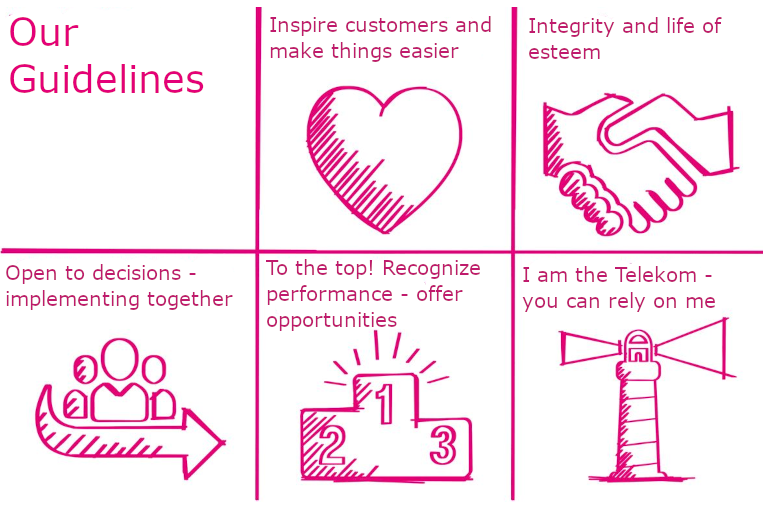 Our
Guidelines
Inspire customers and
make things easier
Integrity and life of
esteem
Open to decisions -
implementing together
To the top! Recognize
performance - offer
opportunities
1
2
3
I am the Telekom -
you can rely on me